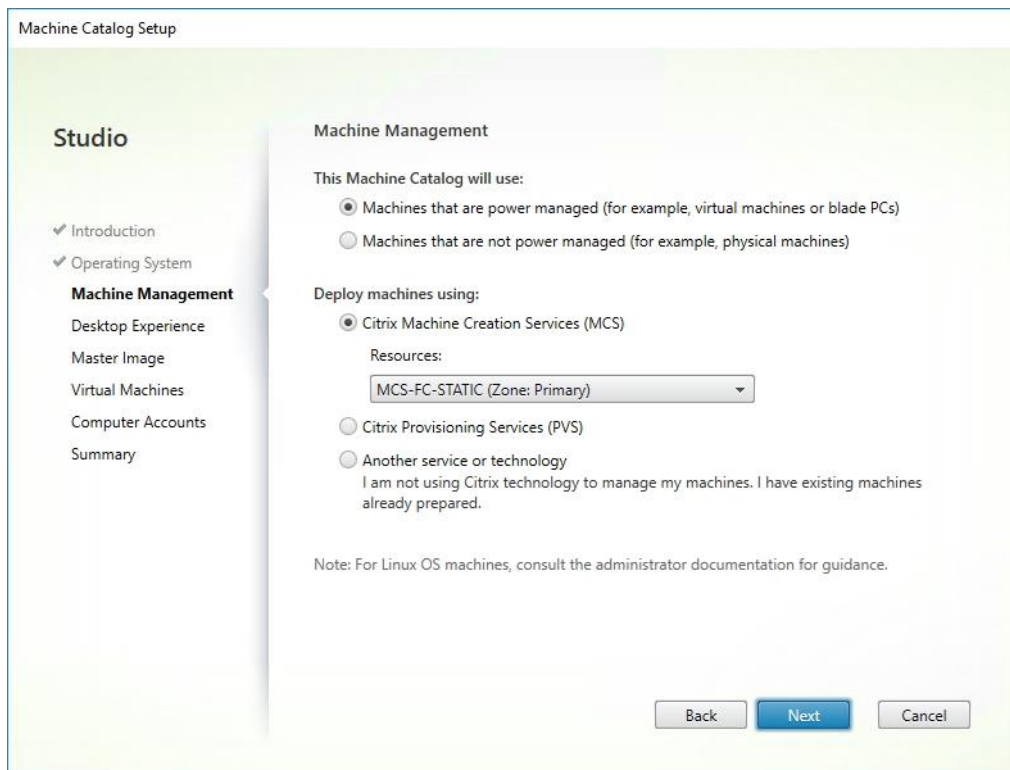 Machine Catalog Setup
Studio
Introduction
Operating System
Machine Management
Desktop Experience
Master Image
Virtual Machines
Computer Accounts
Summary
Machine Management
This Machine Catalog will use:
Machines that are power managed (for example, virtual machines or blade PCs)
Machines that are not power managed (for example, physical machines)
Deploy machines using:
Citrix Machine Creation Services (MCS)
Resources:
MCS-FC-STATIC (Zone: Primary)
Citrix Provisioning Services (PVS)
Another service or technology
I am not using Citrix technology to manage my machines. I have existing machines
already prepared.
Note: For Linux OS machines, consult the administrator documentation for guidance.
Back
Next
Cancel